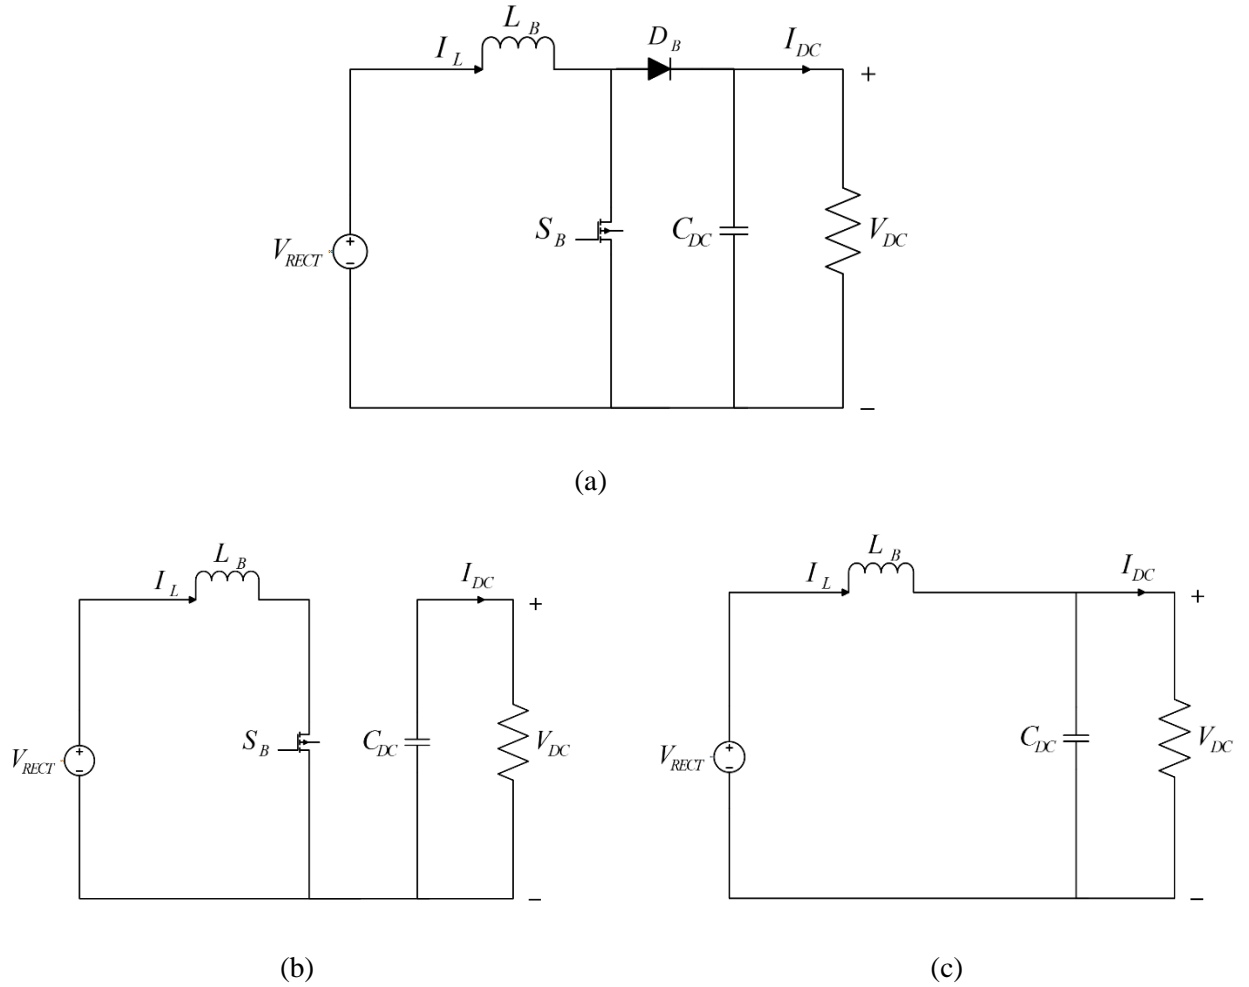 L_B
I_L
D_B
I_DC
+
S_B
C_DC
V_DC
V_RECT
+
−
−
(a)
L_B
I_L
I_DC
+
S_B
C_DC
V_DC
V_RECT
+
−
−
(b)
L_B
I_L
I_DC
+
C_DC
V_DC
V_RECT
+
−
−
(c)